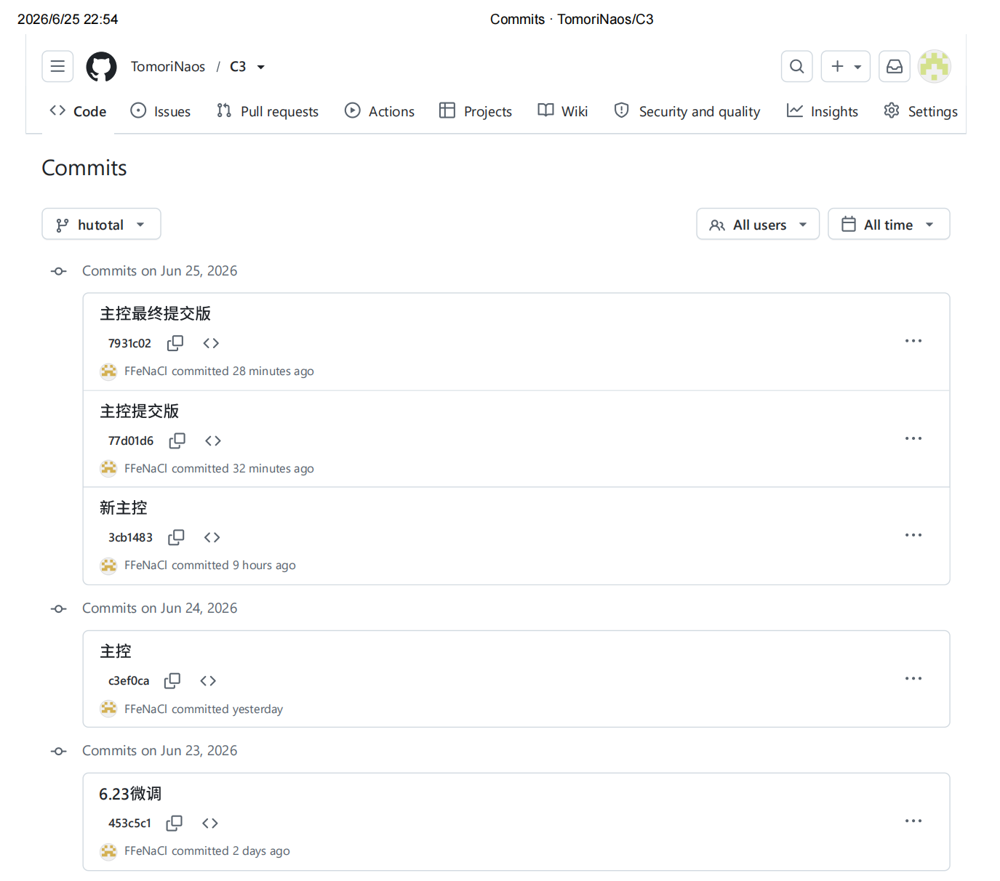 2026/6/25 22:54
Commits · TomoriNaos/C3
TomoriNaos / C3
Code Issues Pull requests Actions Projects Wiki Security and quality Insights Settings
Commits
hutotal All users All time
Commits on Jun 25, 2026
主控最终提交版
7931c02
FFeNaCl committed 28 minutes ago
主控提交版
77d01d6
FFeNaCl committed 32 minutes ago
新主控
3cb1483
FFeNaCl committed 9 hours ago
Commits on Jun 24, 2026
主控
c3ef0ca
FFeNaCl committed yesterday
Commits on Jun 23, 2026
6.23微调
453c5c1
FFeNaCl committed 2 days ago